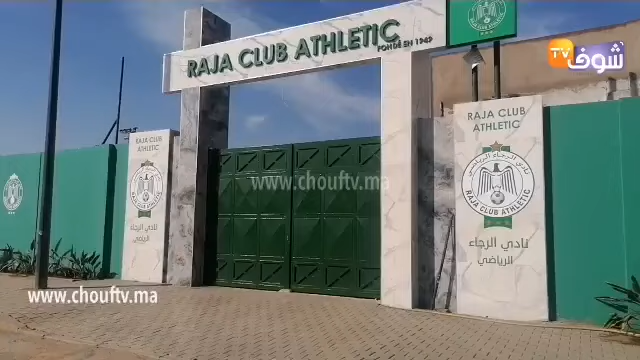 RAJA CLUB ATHLETIC
FONDÉ EN 1949
شوف TV
RAJA CLUB
ATHLETIC
RAJA CLUB
ATHLETIC
نادي الرجاء الرياضي
RAJA CLUB ATHLETIC
نادي الرجاء
الرياضي
نادي الرجاء
الرياضي
www.chouftv.ma
www.chouftv.ma